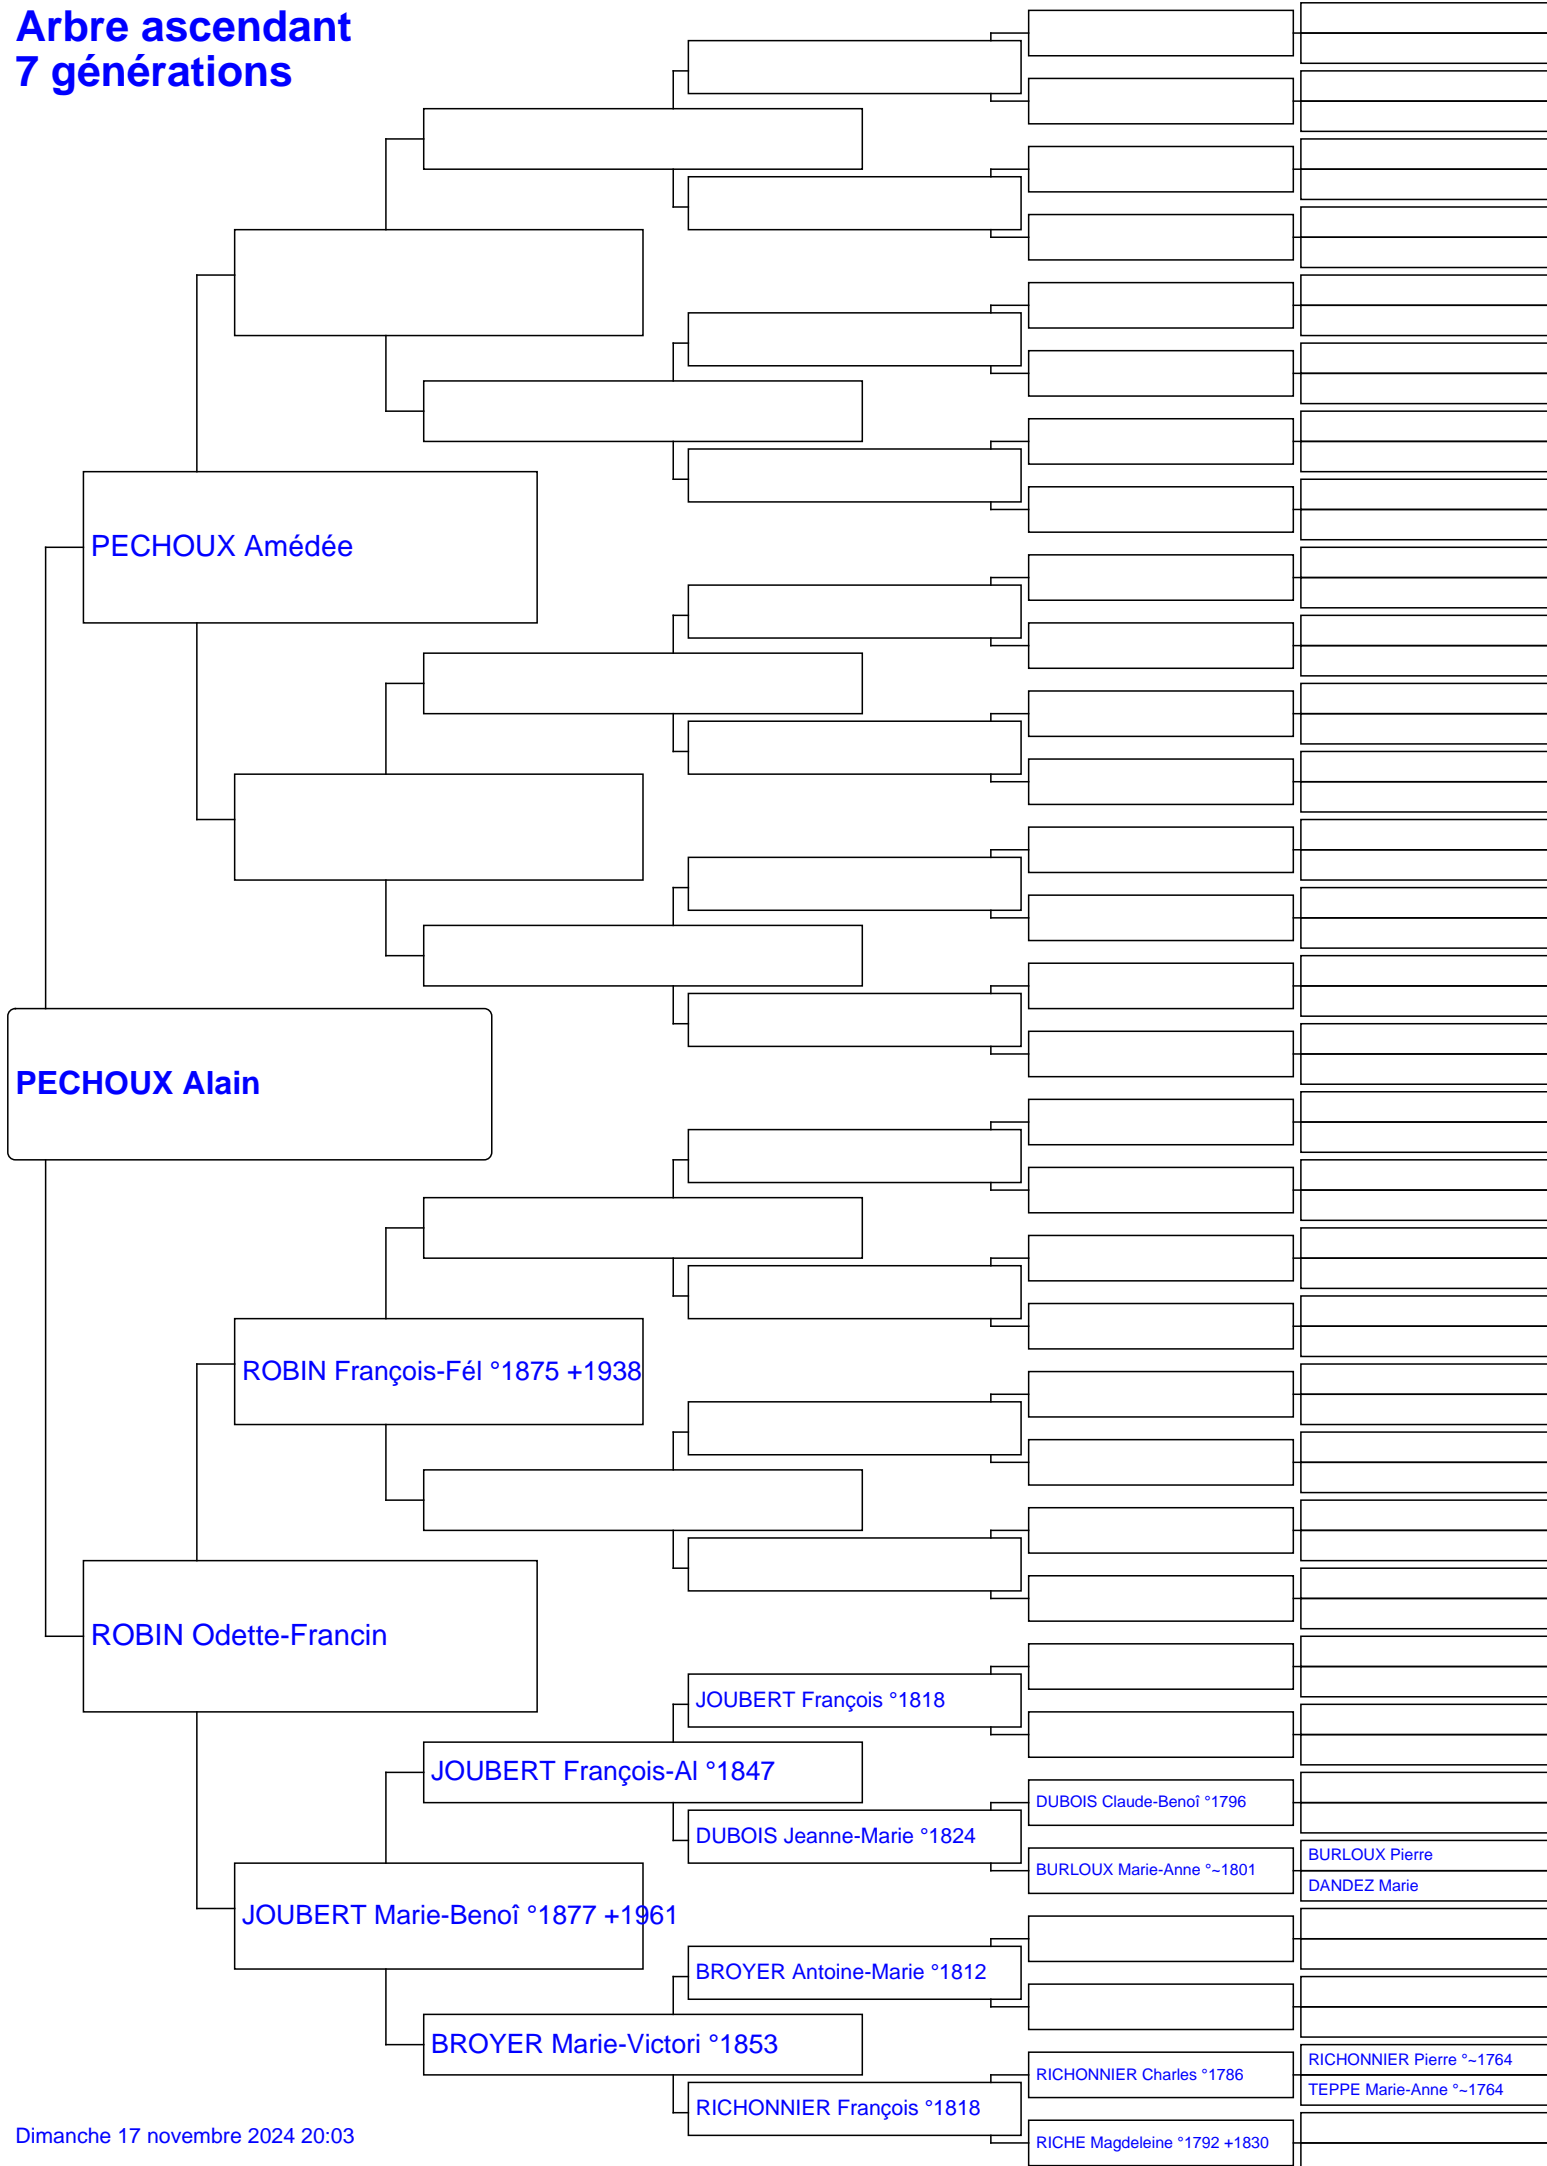 Arbre ascendant
7 générations
PECHOUX Amédée
PECHOUX Alain
ROBIN François-Fél °1875 +1938
ROBIN Odette-Francin
JOUBERT François °1818
JOUBERT François-Al °1847
DUBOIS Claude-Benoî °1796
DUBOIS Jeanne-Marie °1824
BURLOUX Pierre
BURLOUX Marie-Anne °~1801
DANDEZ Marie
JOUBERT Marie-Benoî °1877 +1961
BROYER Antoine-Marie °1812
BROYER Marie-Victori °1853
RICHONNIER Pierre °~1764
RICHONNIER Charles °1786
TEPPE Marie-Anne °~1764
RICHONNIER François °1818
RICHE Magdeleine °1792 +1830
Dimanche 17 novembre 2024 20:03